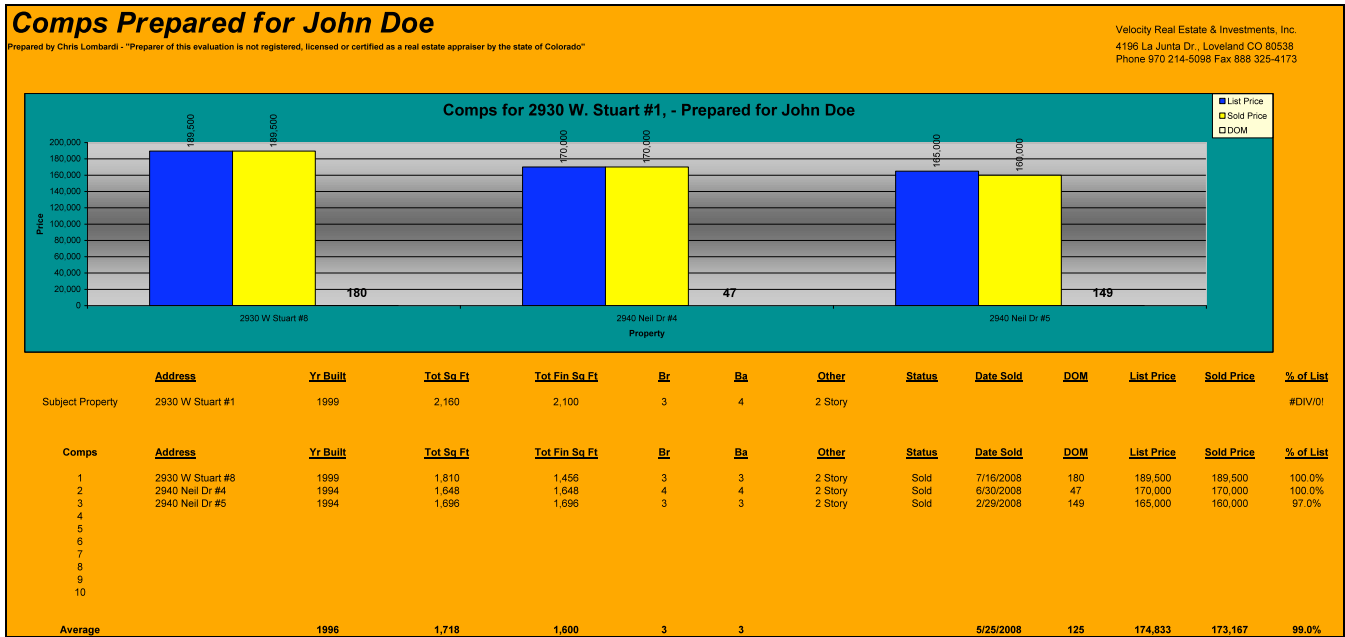 Comps Prepared for John Doe
Prepared by Chris Lombardi - "Preparer of this evaluation is not registered, licensed or certified as a real estate appraiser by the state of Colorado"
Velocity Real Estate & Investments, Inc.
4196 La Junta Dr., Loveland CO 80538
Phone 970 214-5098 Fax 888 325-4173
Comps for 2930 W. Stuart #1, - Prepared for John Doe
List Price
Sold Price
DOM
189,500 189,500 170,000 170,000 165,000 160,000
200,000
180,000
160,000
140,000
120,000
100,000
80,000
60,000
40,000
20,000
0
Price
180 47 149
2930 W Stuart #8 2940 Neil Dr #4 2940 Neil Dr #5
Property
Address Yr Built Tot Sq Ft Tot Fin Sq Ft Br Ba Other Status Date Sold DOM List Price Sold Price % of List
Subject Property 2930 W Stuart #1 1999 2,160 2,100 3 4 2 Story #DIV/0!
Comps Address Yr Built Tot Sq Ft Tot Fin Sq Ft Br Ba Other Status Date Sold DOM List Price Sold Price % of List
1 2930 W Stuart #8 1999 1,810 1,456 3 3 2 Story Sold 7/16/2008 180 189,500 189,500 100.0%
2 2940 Neil Dr #4 1994 1,648 1,648 4 4 2 Story Sold 6/30/2008 47 170,000 170,000 100.0%
3 2940 Neil Dr #5 1994 1,696 1,696 3 3 2 Story Sold 2/29/2008 149 165,000 160,000 97.0%
4
5
6
7
8
9
10
Average 1996 1,718 1,600 3 3 5/25/2008 125 174,833 173,167 99.0%